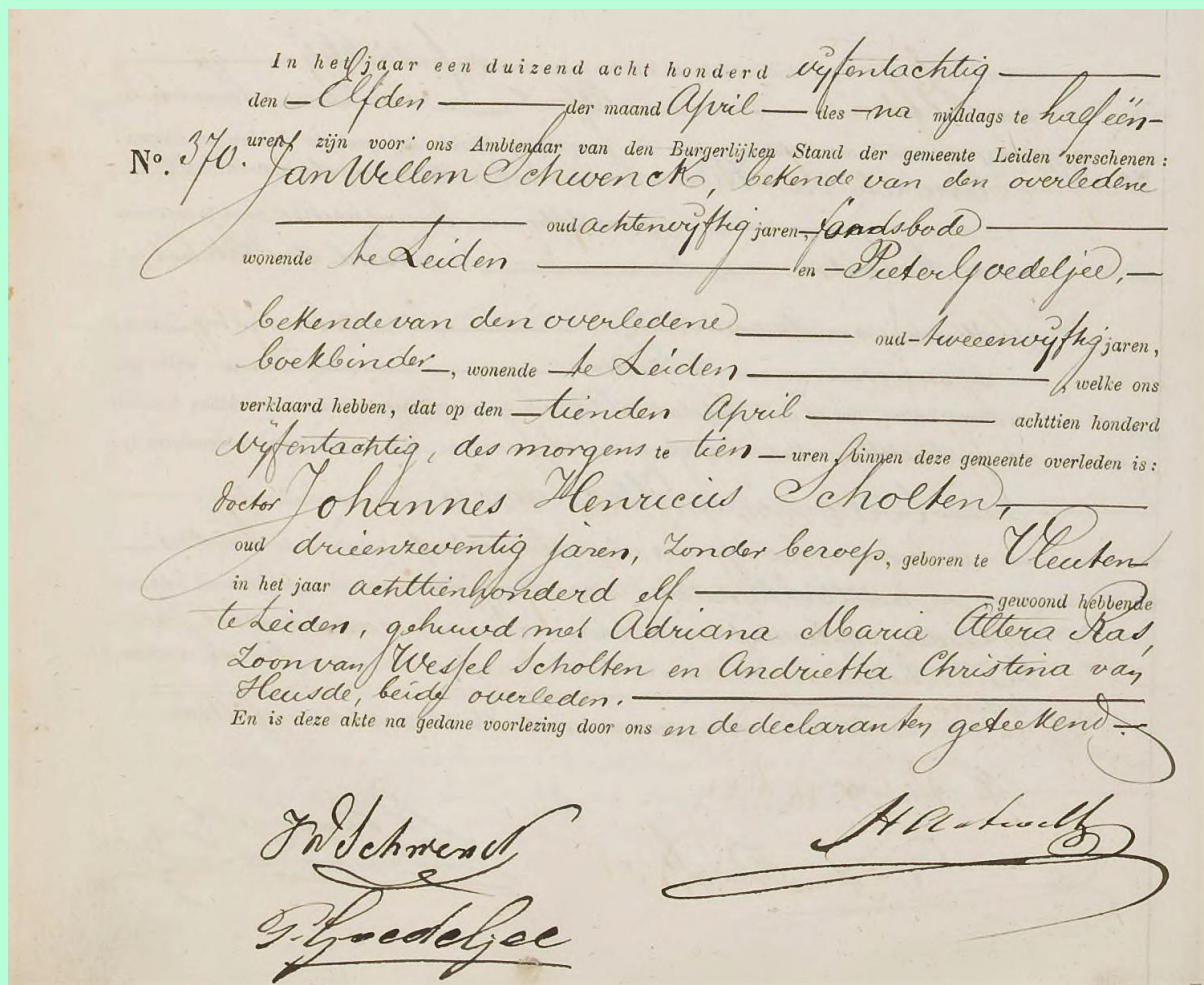 In het jaar een duizend acht honderd vijfentachtig
den Elfden der maand April des na middags te half één
No. 370. uren zijn voor ons Ambtenaar van den Burgerlijken Stand der gemeente Leiden verschenen:
Jan Willem Schwenck, bekende van den overledene
oud achtenvijftig jaren,
wonende te Leiden en Pieter Goedeljee,
bekende van den overledene oud tweeenvijftig jaren,
boekbinder, wonende te Leiden, welke ons
verklaard hebben, dat op den tienden April achttien honderd
vijfentachtig, des morgens te tien uren, binnen deze gemeente overleden is:
doctor Johannes Henricus Scholten,
oud drieenzeventig jaren, zonder beroep, geboren te Vleuten
in het jaar achttienhonderd elf gewoond hebbende
te Leiden, gehuwd met Adriana Maria Altera Ras,
Zoon van Wessel Scholten en Andrietta Christina van
Heusde, beide overleden.
En is deze akte na gedane voorlezing door ons en de declaranten geteekend.
JW Schwenck
P. Goedeljee